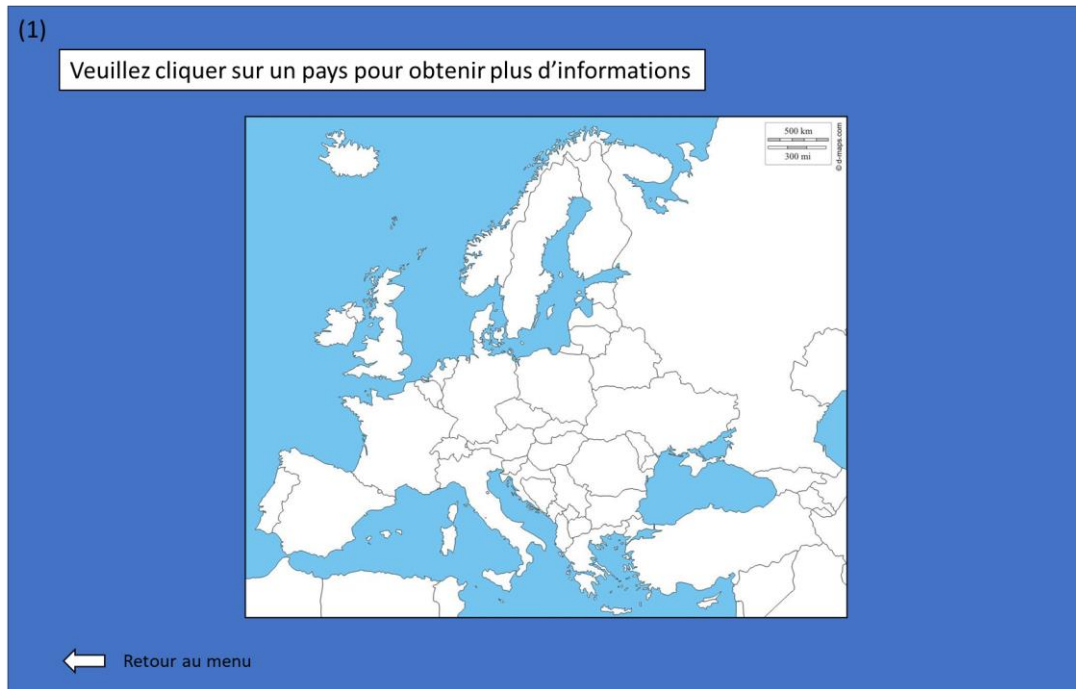 (1)
Veuillez cliquer sur un pays pour obtenir plus d’informations
500 km
300 mi
© d-maps.com
Retour au menu